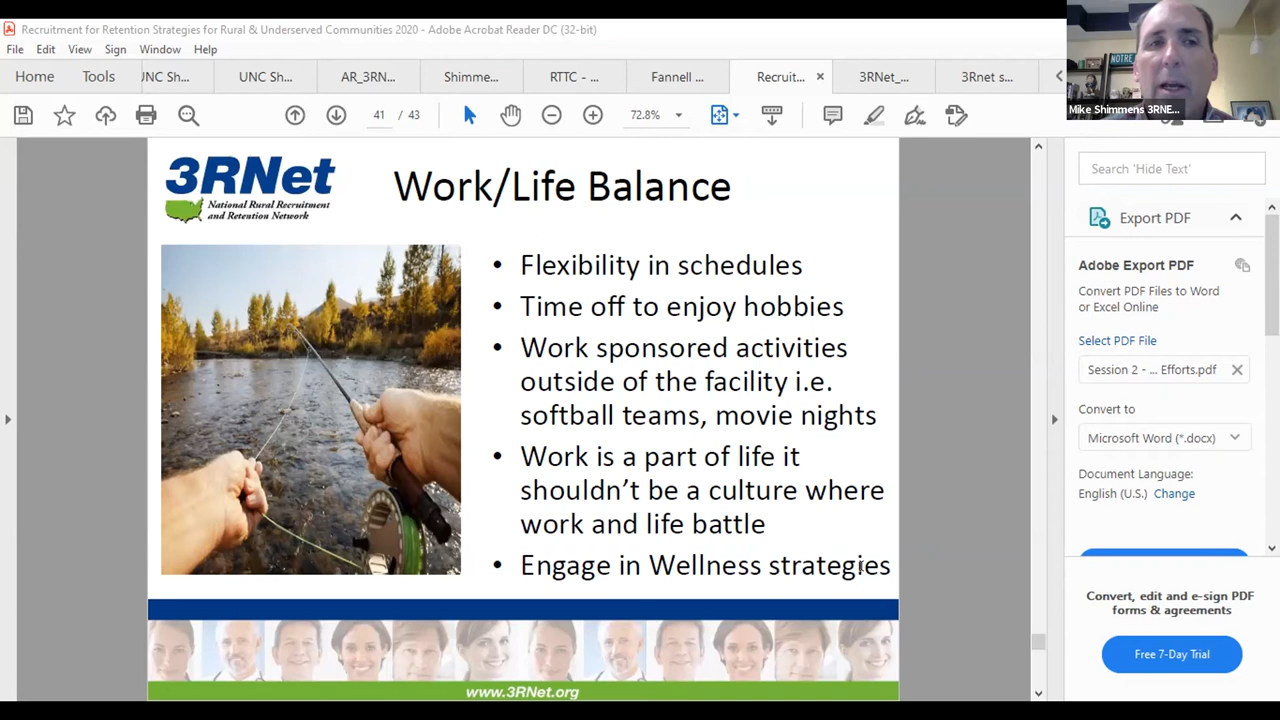 Recruitment for Retention Strategies for Rural & Underserved Communities 2020 - Adobe Acrobat Reader DC (32-bit)
File Edit View Sign Window Help
Home Tools UNC Sh... UNC Sh... AR_3RN... Shimme... RTTC - ... Fannell ... Recruit... × 3RNet_... 3Rnet s...
41 / 43 72.8%
NOTRE
Mike Shimmens 3RNE...
3RNet
National Rural Recruitment
and Retention Network
Work/Life Balance
• Flexibility in schedules
• Time off to enjoy hobbies
• Work sponsored activities
outside of the facility i.e.
softball teams, movie nights
• Work is a part of life it
shouldn't be a culture where
work and life battle
• Engage in Wellness strategies
www.3RNet.org
Search 'Hide Text'
Export PDF
Adobe Export PDF
Convert PDF Files to Word
or Excel Online
Select PDF File
Session 2 - ... Efforts.pdf
Convert to
Microsoft Word (*.docx)
Document Language:
English (U.S.) Change
Convert, edit and e-sign PDF
forms & agreements
Free 7-Day Trial